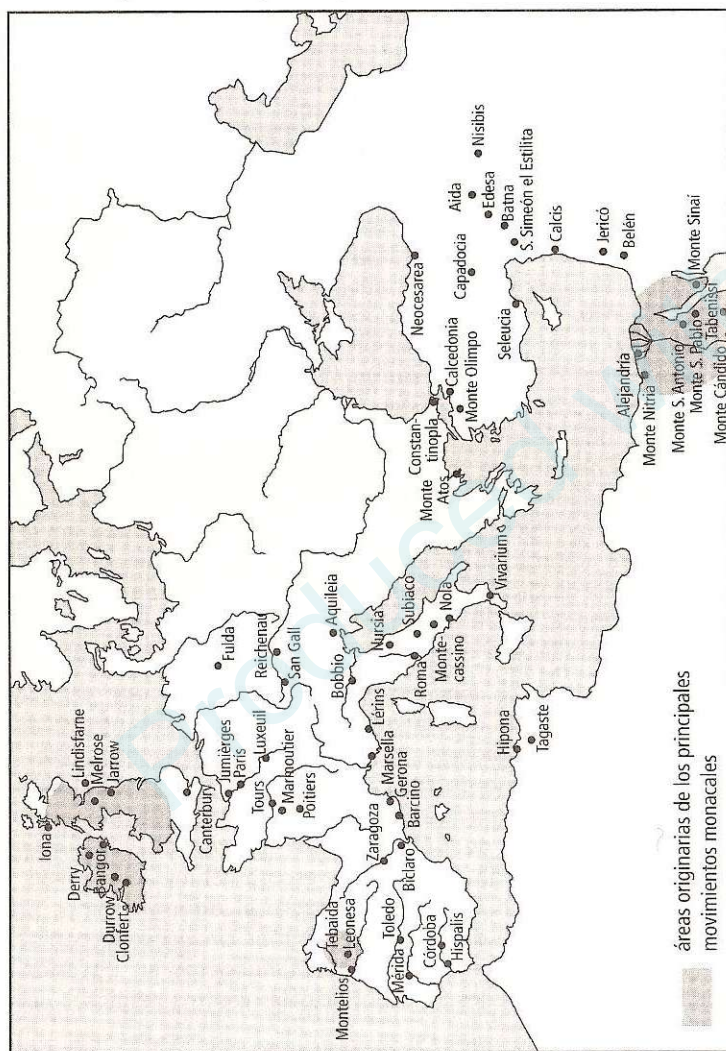 Iona
Lindisfarne
Melrose
Jarrow
Derry
Bangor
Durrow
Clonfert
Canterbury
Jumièrges
París
Luxeuil
Tours
Marmoutier
Poitiers
Fulda
Reichenau
San Gall
Aquileia
Bobbio
Nursia
Subiaco
Nola
Roma
Monte-
cassino
Vivarium
Lérins
Marsella
Gerona
Barcino
Zaragoza
Bíclaro
Tebaida
Leonesa
Montelios
Toledo
Mérida
Córdoba
Hispalis
Hipona
Tagaste
Constan-
tinopla
Monte
Atos
Calcedonia
Monte Olimpo
Neocesarea
Capadocia
Seleucia
Aida
Nisibis
Edesa
Batna
S. Simeón el Estilita
Calcis
Jericó
Belén
Alejandría
Monte Nitria
Monte S. Antonio
Monte S. Pablo
Monte Sinaí
Tabenissi
Monte Cándido
áreas originarias de los principales
movimientos monacales
Produced w